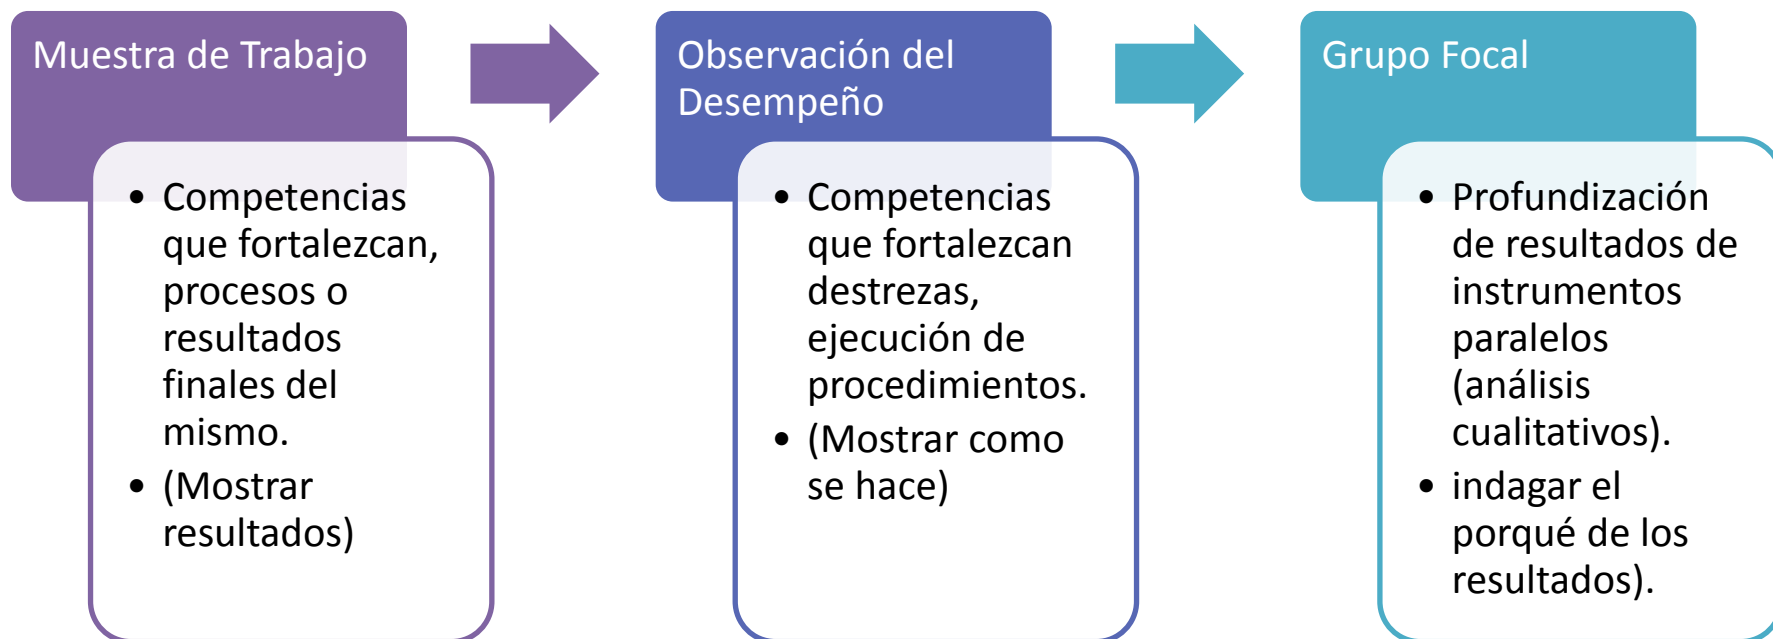 Muestra de Trabajo
• Competencias
que fortalezcan,
procesos o
resultados
finales del
mismo.
• (Mostrar
resultados)
Observación del
Desempeño
• Competencias
que fortalezcan
destrezas,
ejecución de
procedimientos.
• (Mostrar como
se hace)
Grupo Focal
• Profundización
de resultados de
instrumentos
paralelos
(análisis
cualitativos).
• indagar el
porqué de los
resultados).